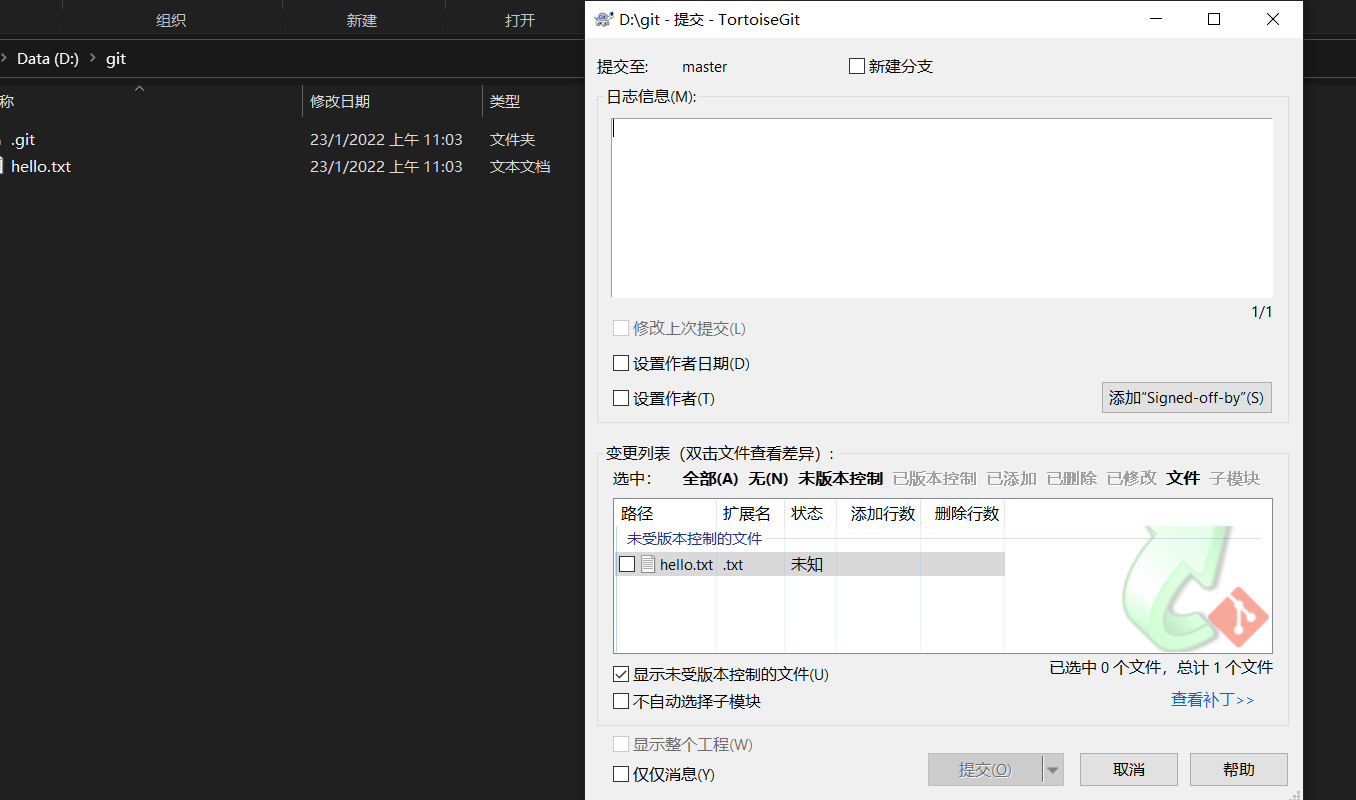 组织 新建 打开
Data (D:) git
称 修改日期 类型
.git 23/1/2022 上午 11:03 文件夹
hello.txt 23/1/2022 上午 11:03 文本文档
D:\git - 提交 - TortoiseGit
提交至: master 新建分支
日志信息(M):
1/1
修改上次提交(L)
设置作者日期(D)
设置作者(T) 添加“Signed-off-by”(S)
变更列表（双击文件查看差异）:
选中: 全部(A) 无(N) 未版本控制 已版本控制 已添加 已删除 已修改 文件 子模块
路径 扩展名 状态 添加行数 删除行数
未受版本控制的文件
hello.txt .txt 未知
显示未受版本控制的文件(U) 已选中 0 个文件，总计 1 个文件
不自动选择子模块 查看补丁>>
显示整个工程(W)
仅仅消息(Y) 提交(O) 取消 帮助